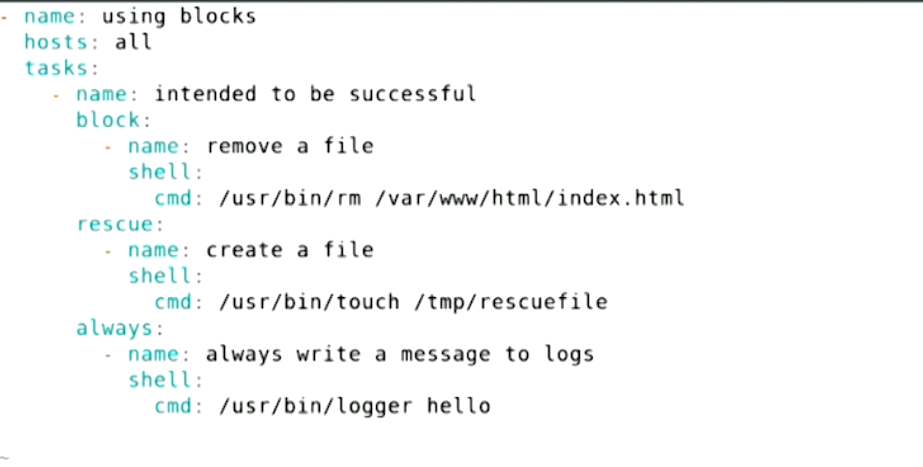 - name: using blocks
  hosts: all
  tasks:
    - name: intended to be successful
      block:
        - name: remove a file
          shell:
            cmd: /usr/bin/rm /var/www/html/index.html
      rescue:
        - name: create a file
          shell:
            cmd: /usr/bin/touch /tmp/rescuefile
      always:
        - name: always write a message to logs
          shell:
            cmd: /usr/bin/logger hello
~